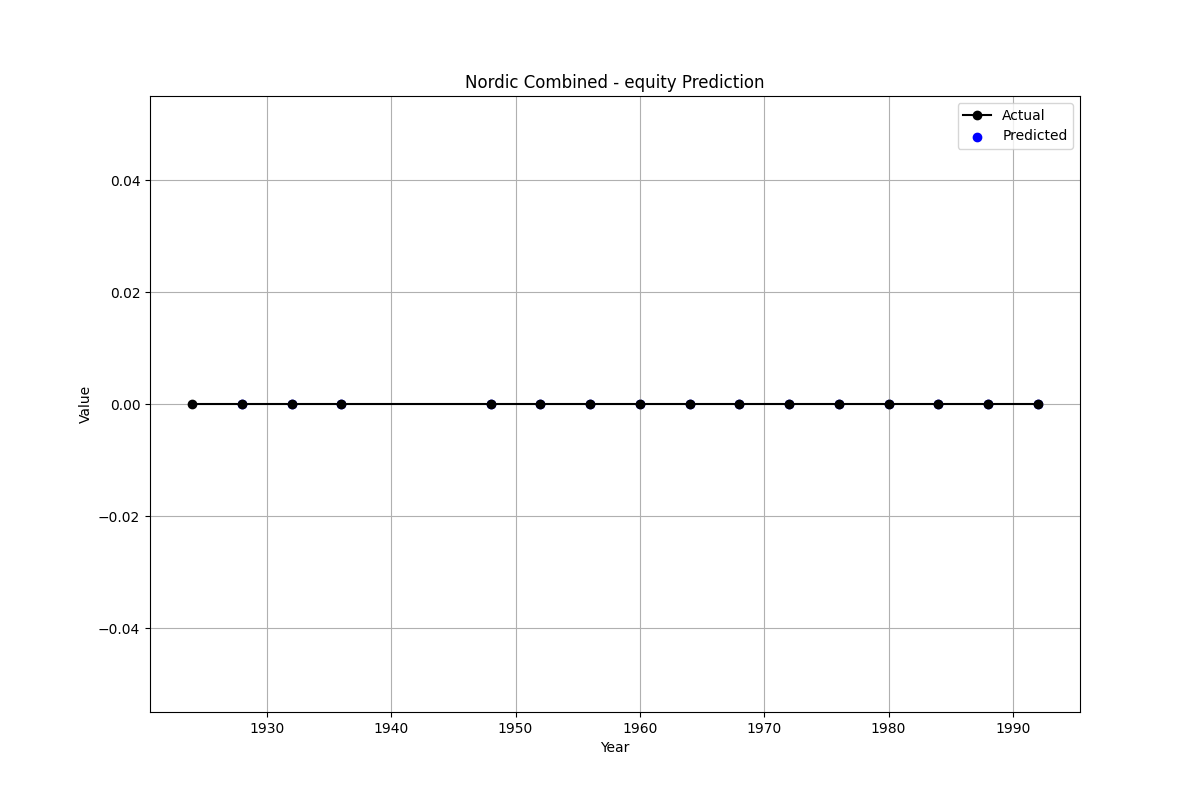 Nordic Combined - equity Prediction
Actual
Predicted
0.04
0.02
0.00
−0.02
−0.04
Value
1930 1940 1950 1960 1970 1980 1990
Year